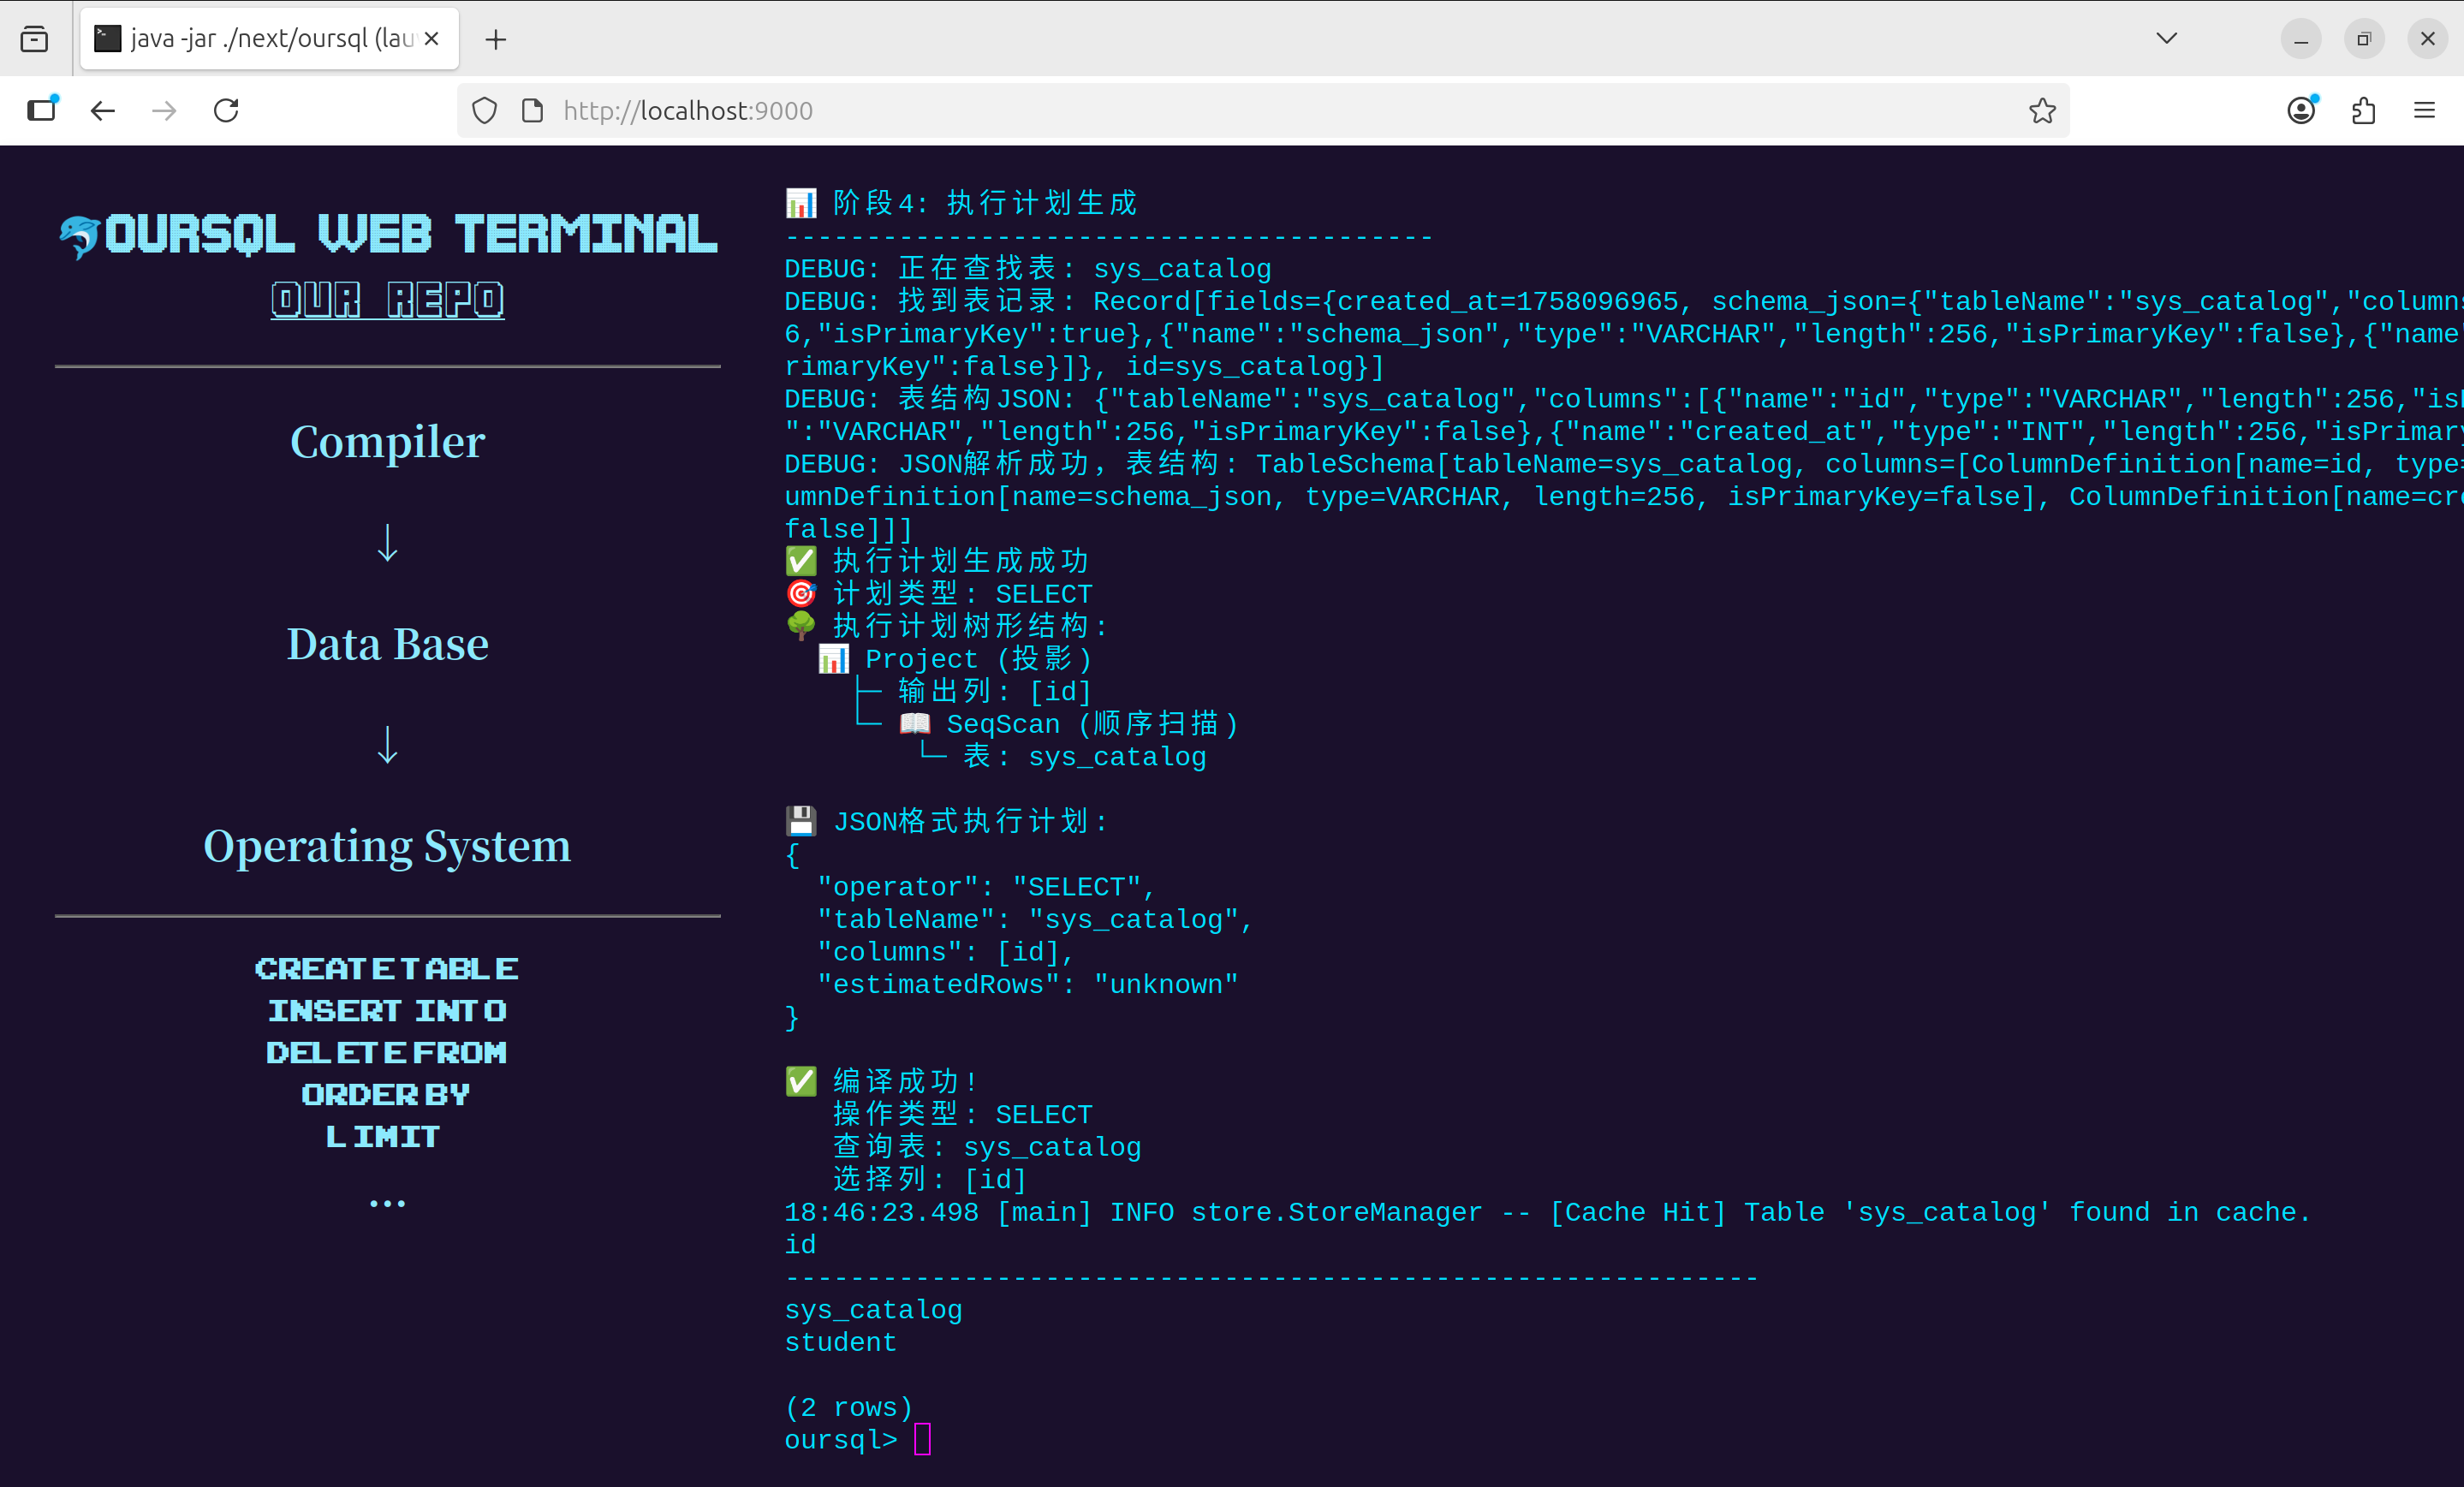 java -jar ./next/oursql (lau
http://localhost:9000
OURSQL WEB TERMINAL
OUR REPO
Compiler
↓
Data Base
↓
Operating System
CREATE TABLE
INSERT INTO
DELETE FROM
ORDER BY
LIMIT
...
阶段4: 执行计划生成
----------------------------------------
DEBUG: 正在查找表: sys_catalog
DEBUG: 找到表记录: Record[fields={created_at=1758096965, schema_json={"tableName":"sys_catalog","column
6,"isPrimaryKey":true},{"name":"schema_json","type":"VARCHAR","length":256,"isPrimaryKey":false},{"name
rimaryKey":false}]}, id=sys_catalog}]
DEBUG: 表结构JSON: {"tableName":"sys_catalog","columns":[{"name":"id","type":"VARCHAR","length":256,"is
":"VARCHAR","length":256,"isPrimaryKey":false},{"name":"created_at","type":"INT","length":256,"isPrimary
DEBUG: JSON解析成功，表结构: TableSchema[tableName=sys_catalog, columns=[ColumnDefinition[name=id, type=
umnDefinition[name=schema_json, type=VARCHAR, length=256, isPrimaryKey=false], ColumnDefinition[name=cr
false]]]
✅ 执行计划生成成功
计划类型: SELECT
执行计划树形结构:
Project (投影)
├─ 输出列: [id]
└─ SeqScan (顺序扫描)
└─ 表: sys_catalog
JSON格式执行计划:
{
"operator": "SELECT",
"tableName": "sys_catalog",
"columns": [id],
"estimatedRows": "unknown"
}
✅ 编译成功!
操作类型: SELECT
查询表: sys_catalog
选择列: [id]
18:46:23.498 [main] INFO store.StoreManager -- [Cache Hit] Table 'sys_catalog' found in cache.
id
------------------------------------------------------------
sys_catalog
student
(2 rows)
oursql>